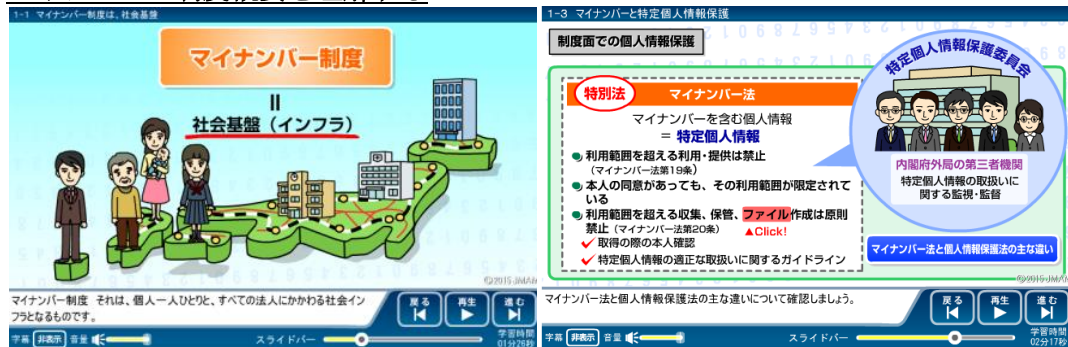 1-1 マイナンバー制度は、社会基盤
マイナンバー制度
=
社会基盤(インフラ)
©2015 JMAM
マイナンバー制度 それは、個人一人ひとりと、すべての法人にかかわる社会イン
フラとなるものです。
戻る
再生
進む
字幕 非表示 音量
スライドバー
学習時間
01分26秒
1-3 マイナンバーと特定個人情報保護
制度面での個人情報保護
特定個人情報保護委員会
特別法
マイナンバー法
マイナンバーを含む個人情報
= 特定個人情報
利用範囲を超える利用・提供は禁止
(マイナンバー法第19条)
本人の同意があっても、その利用範囲が限定されて
いる
利用範囲を超える収集、保管、ファイル作成は原則
禁止(マイナンバー法第20条) ▲Click!
取得の際の本人確認
特定個人情報の適正な取扱いに関するガイドライン
内閣府外局の第三者機関
特定個人情報の取扱いに
関する監視・監督
マイナンバー法と個人情報保護法の主な違い
©2015 JMAM
マイナンバー法と個人情報保護法の主な違いについて確認しましょう。
戻る
再生
進む
字幕 非表示 音量
スライドバー
学習時間
02分17秒